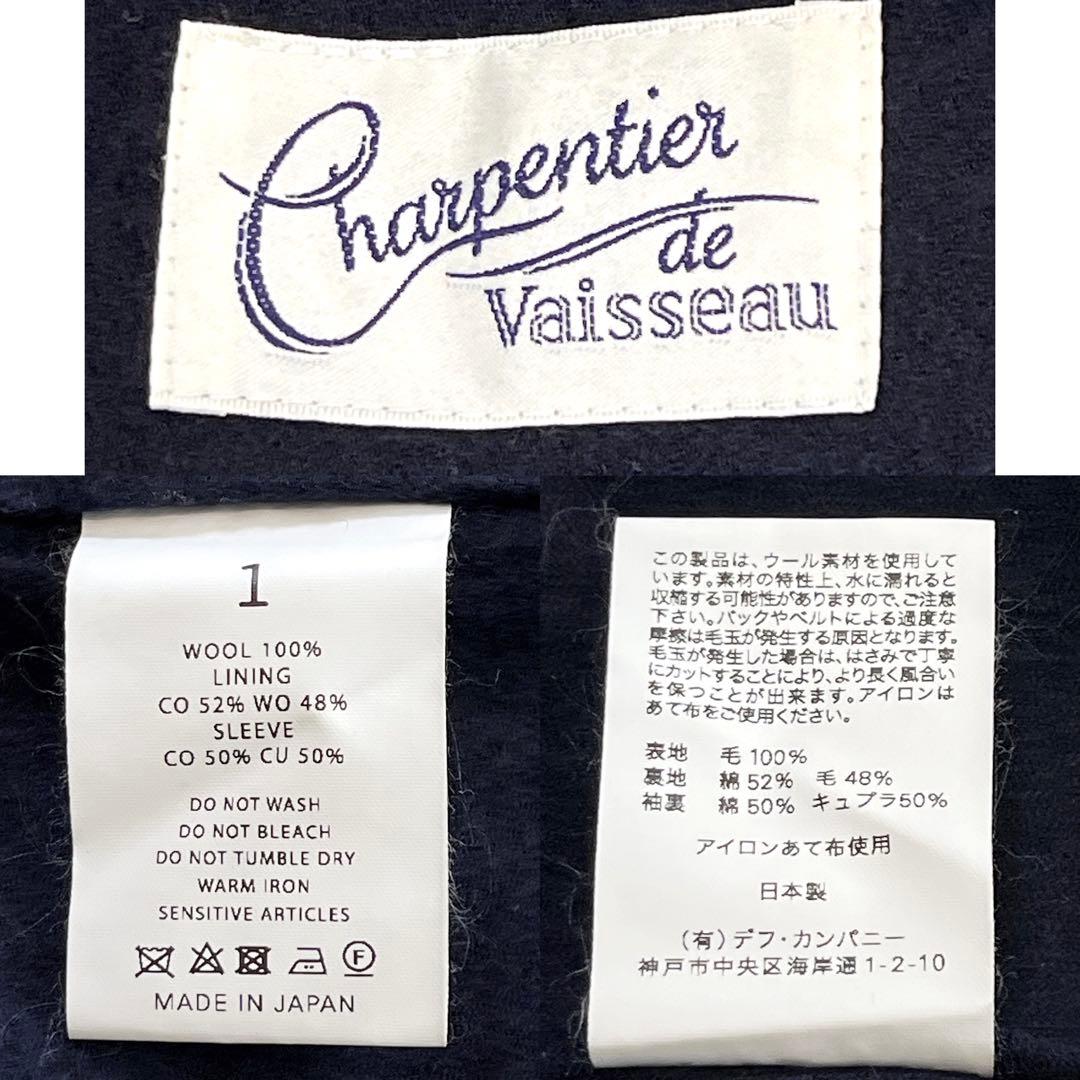 Charpentier
de
Vaisseau
1
WOOL 100%
LINING
CO 52% WO 48%
SLEEVE
CO 50% CU 50%
DO NOT WASH
DO NOT BLEACH
DO NOT TUMBLE DRY
WARM IRON
SENSITIVE ARTICLES
F
MADE IN JAPAN
この製品は、ウール素材を使用して
います。素材の特性上、水に濡れると
収縮する可能性がありますので、ご注意
下さい。バックやベルトによる過度な
摩擦は毛玉が発生する原因となります。
毛玉が発生した場合は、はさみで丁寧
にカットすることにより、より長く風合い
を保つことが出来ます。アイロンは
あて布をご使用ください。
表地 毛 100%
裏地 綿 52% 毛 48%
袖裏 綿 50% キュプラ50%
アイロンあて布使用
日本製
(有)デフ・カンパニー
神戸市中央区海岸通1-2-10